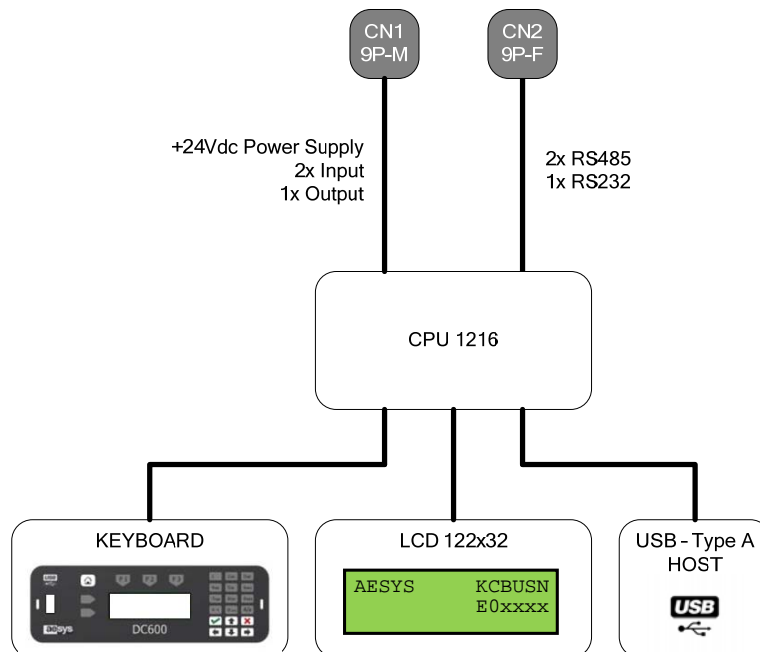 CN1
9P-M
CN2
9P-F
+24Vdc Power Supply
2x Input
1x Output
2x RS485
1x RS232
CPU 1216
KEYBOARD
DC600
LCD 122x32
AESYS KCBUSN
E0xxxx
USB - Type A
HOST
USB